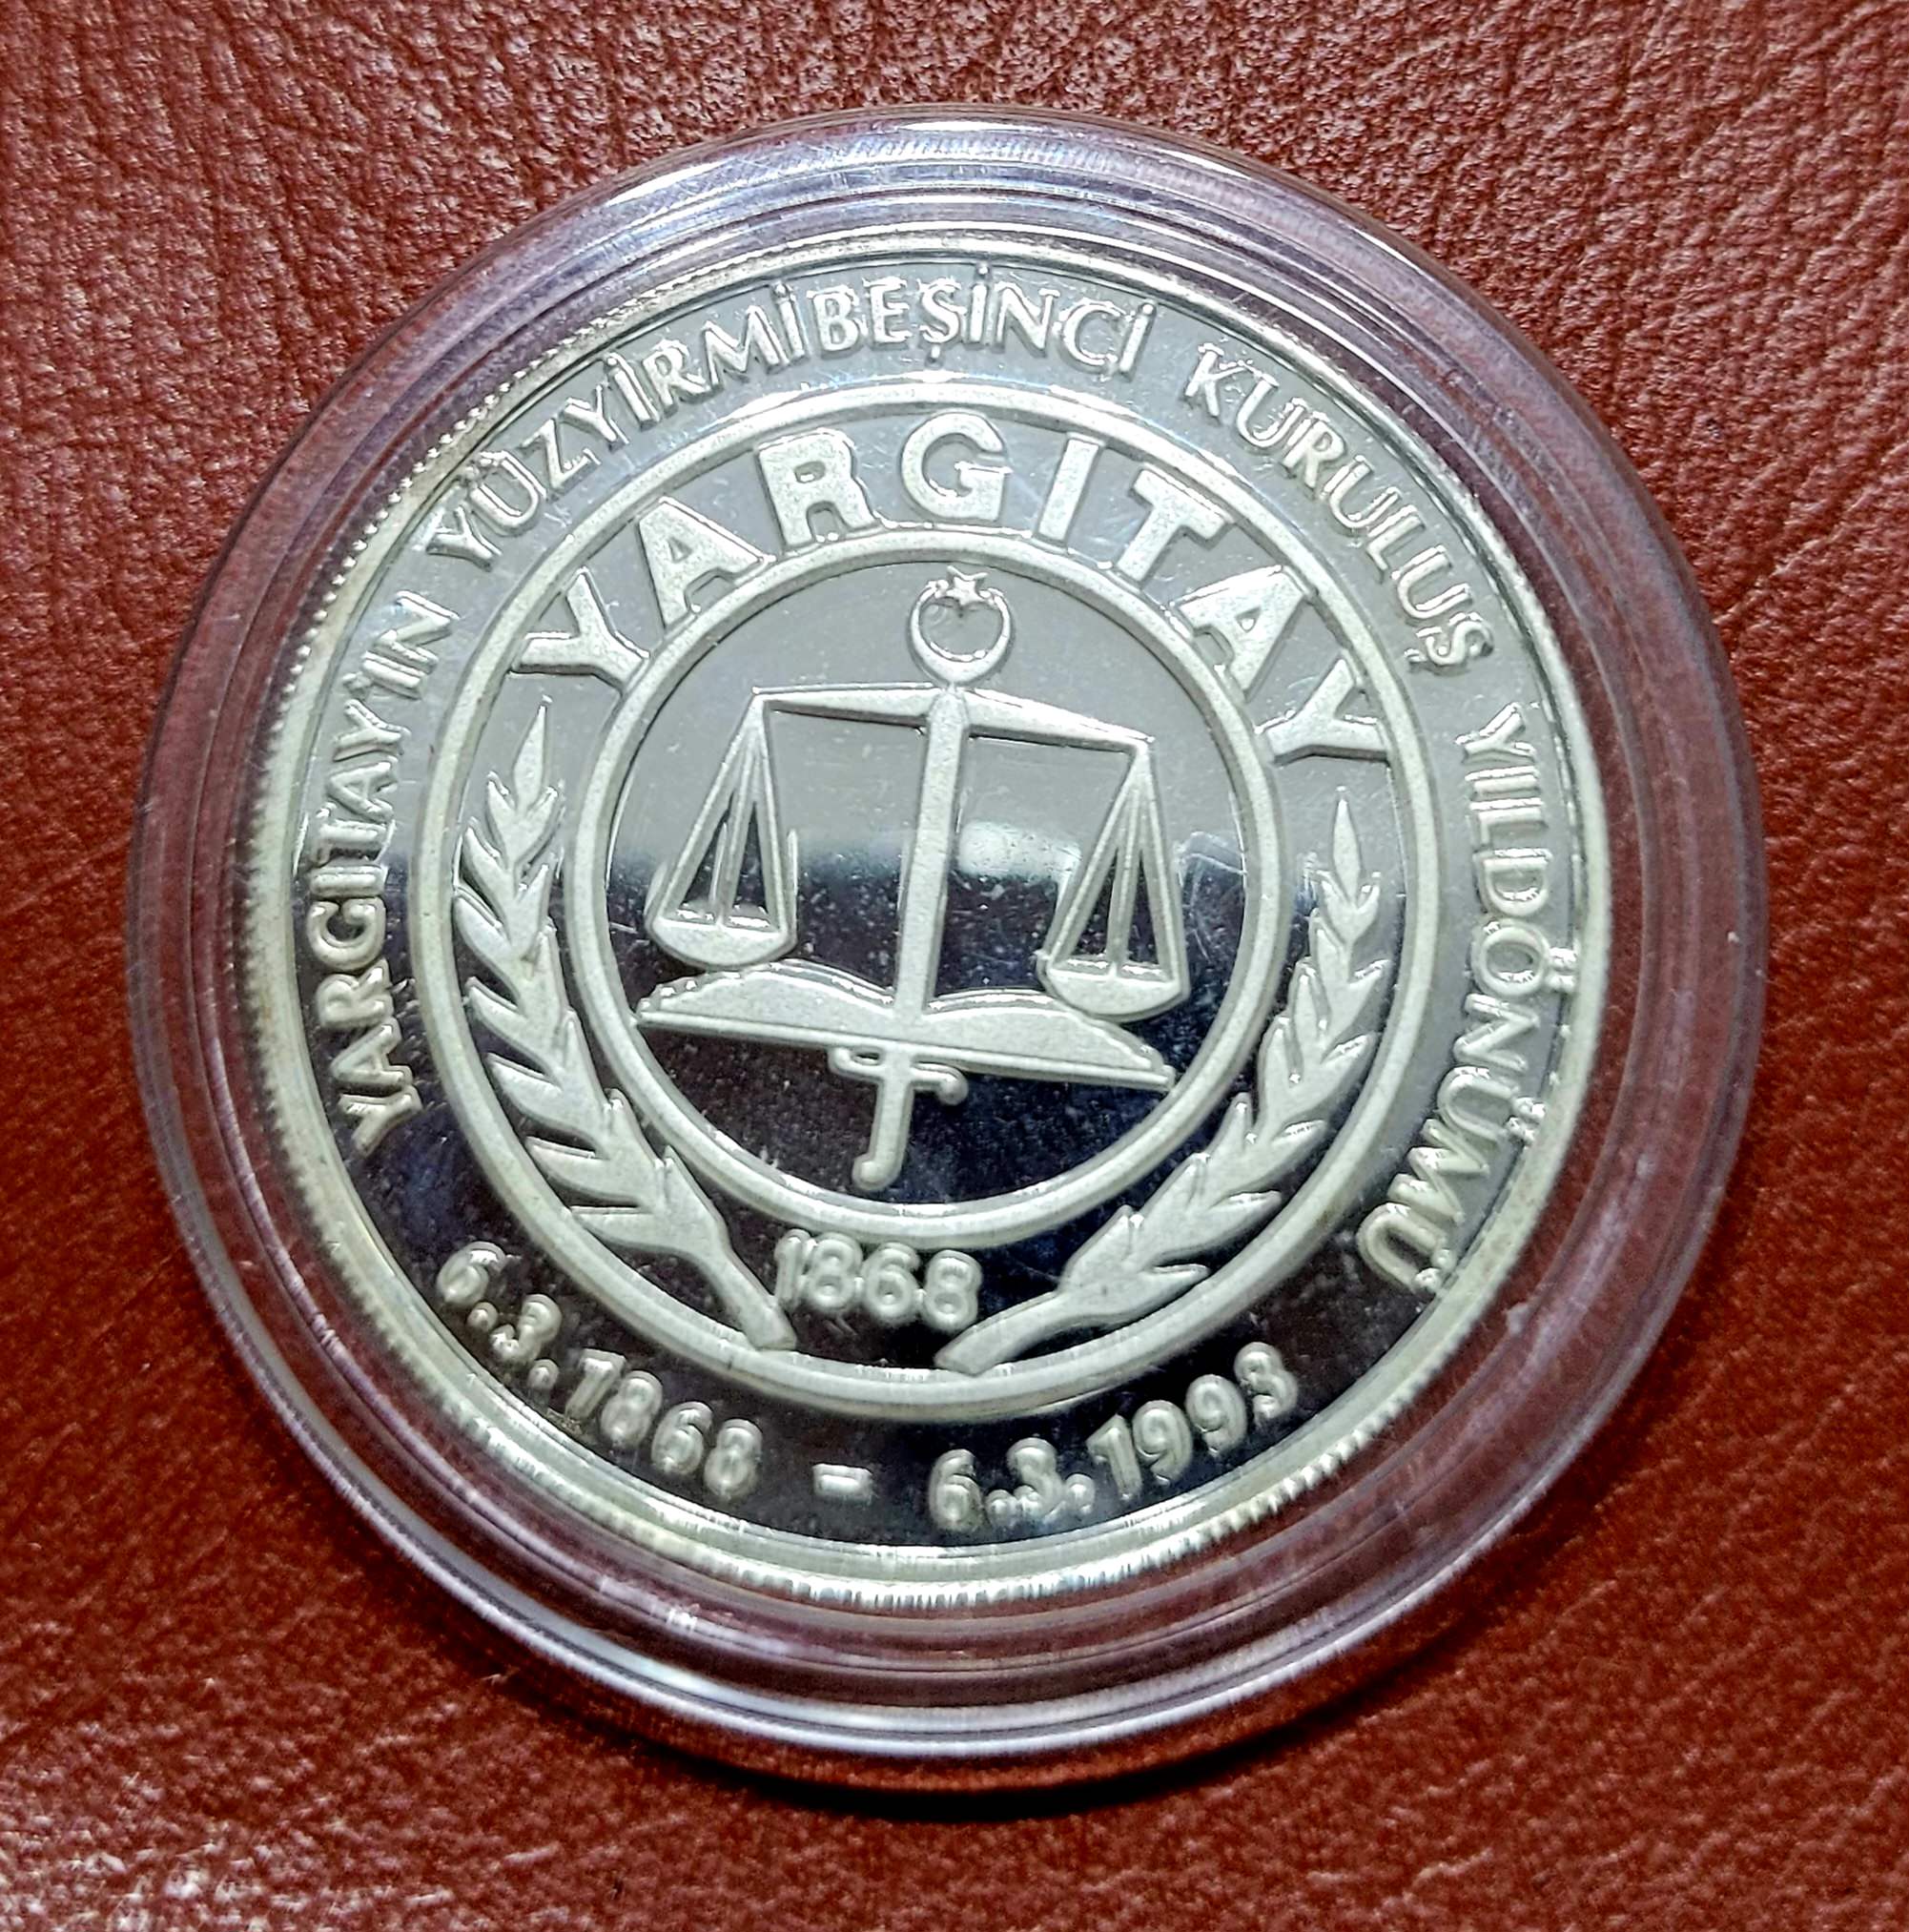 YARGITAY'IN YÜZYİRMİBEŞİNCİ KURULUŞ YILDÖNÜMÜ
YARGITAY
1868
6.3.1868 - 6.3.1993